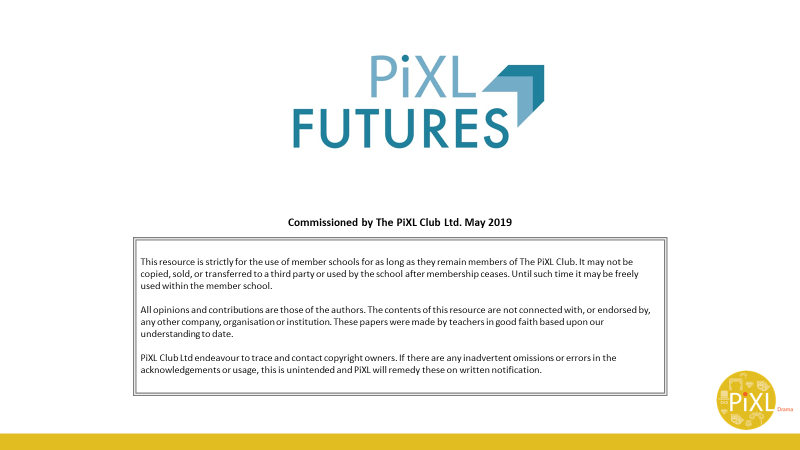 PiXL
FUTURES
Commissioned by The PiXL Club Ltd. May 2019
This resource is strictly for the use of member schools for as long as they remain members of The PiXL Club. It may not be
copied, sold, or transferred to a third party or used by the school after membership ceases. Until such time it may be freely
used within the member school.
All opinions and contributions are those of the authors. The contents of this resource are not connected with, or endorsed by,
any other company, organisation or institution. These papers were made by teachers in good faith based upon our
understanding to date.
PiXL Club Ltd endeavour to trace and contact copyright owners. If there are any inadvertent omissions or errors in the
acknowledgements or usage, this is unintended and PiXL will remedy these on written notification.
PiXL Drama